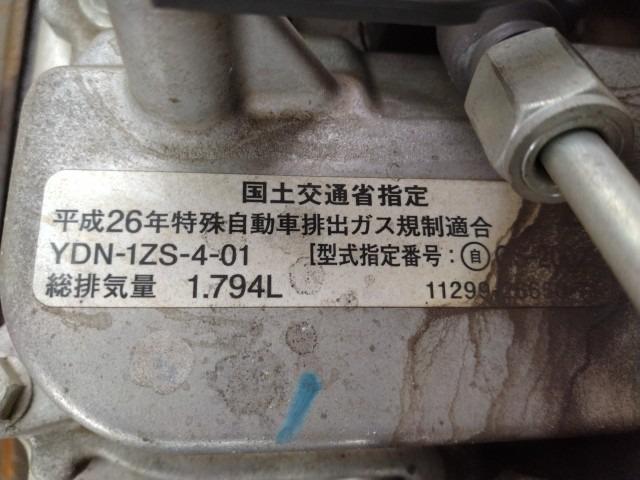 国土交通省指定
平成26年特殊自動車排出ガス規制適合
YDN-1ZS-4-01 [型式指定番号:自
総排気量 1.794L 11299